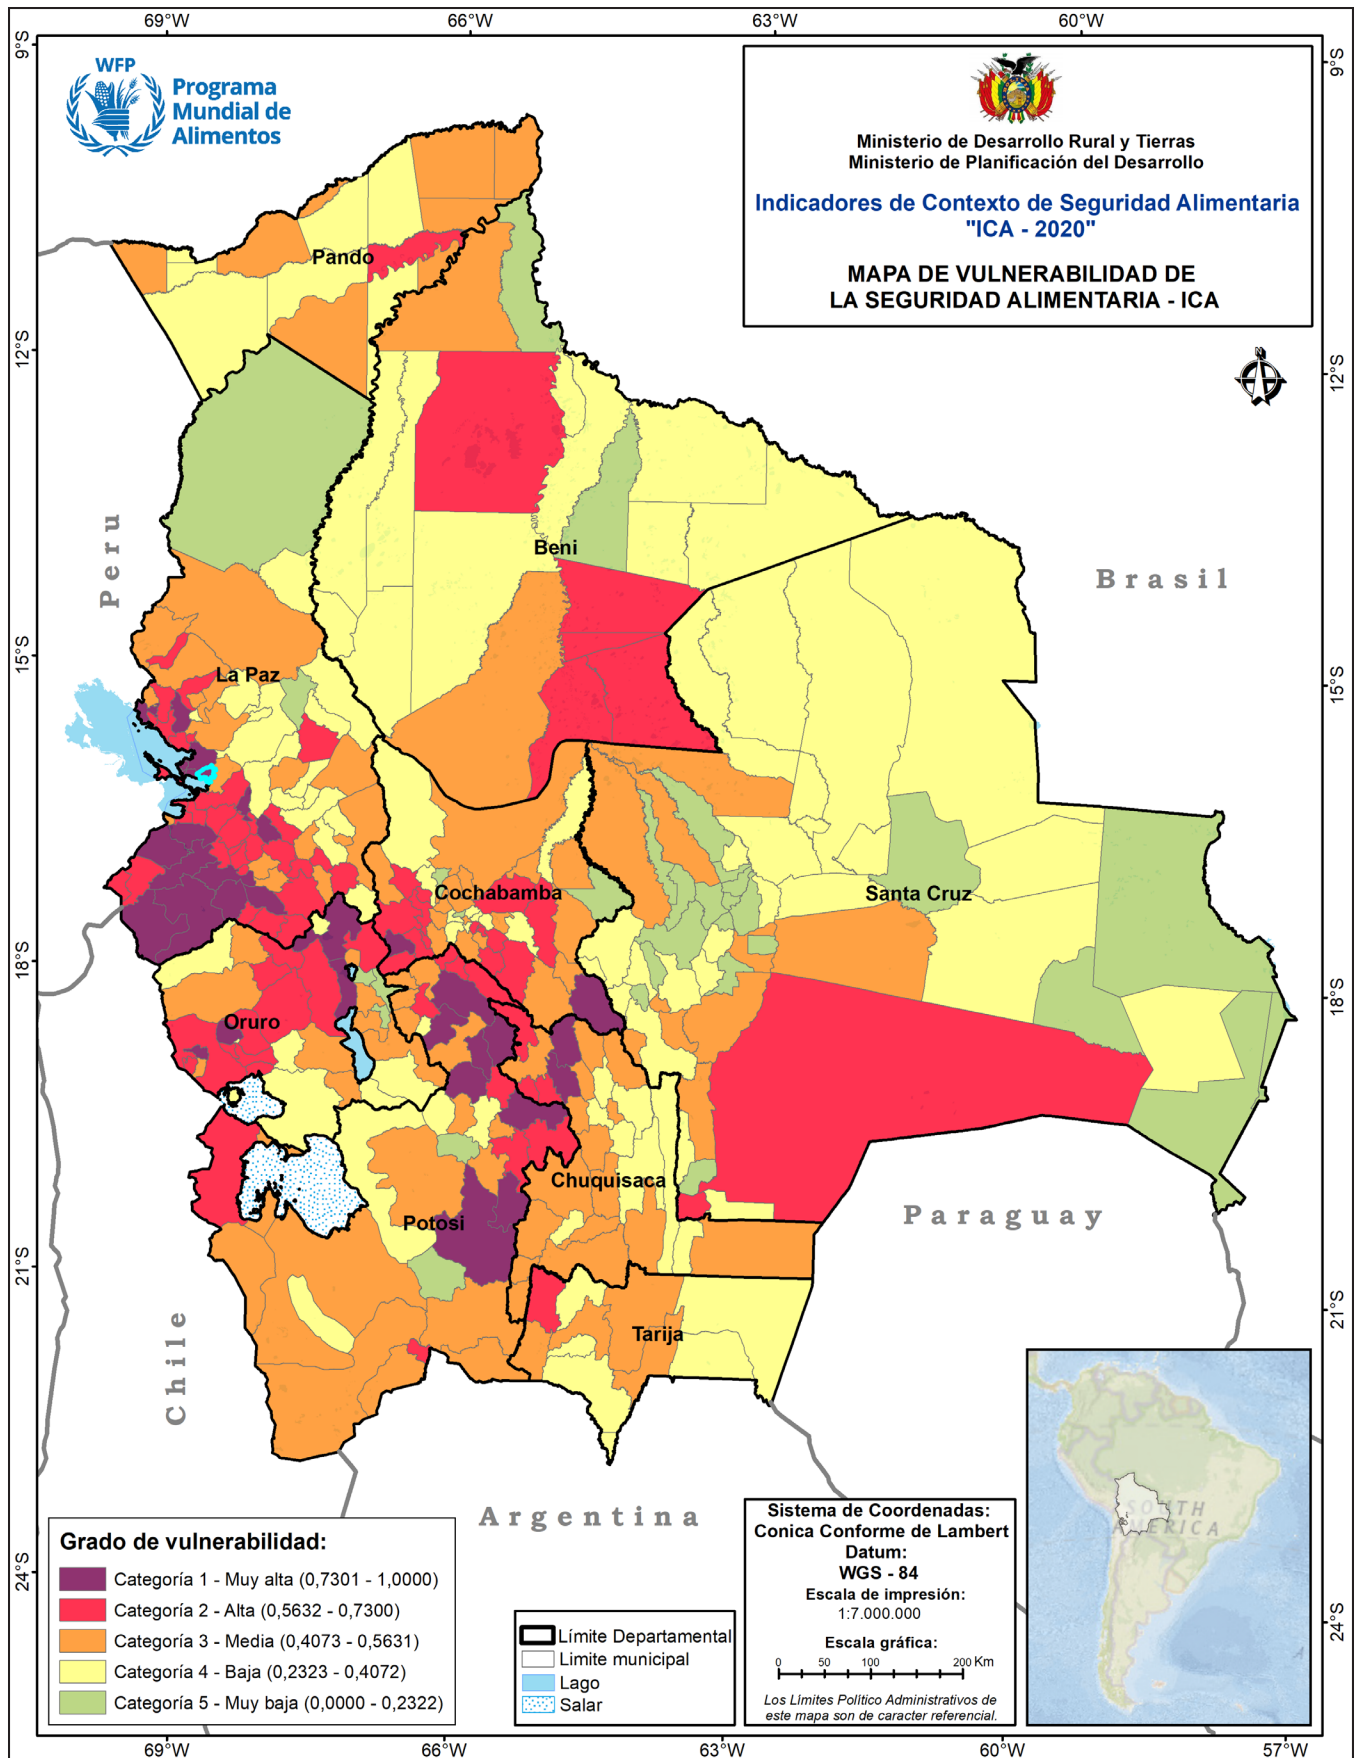 69°W
66°W
63°W
60°W
9°S
9°S
WFP
Programa
Mundial de
Alimentos
Ministerio de Desarrollo Rural y Tierras
Ministerio de Planificación del Desarrollo
Indicadores de Contexto de Seguridad Alimentaria
"ICA - 2020"
MAPA DE VULNERABILIDAD DE
LA SEGURIDAD ALIMENTARIA - ICA
Pando
12°S
12°S
Peru
Beni
Brasil
15°S
La Paz
15°S
Cochabamba
Santa Cruz
18°S
18°S
Oruro
Chuquisaca
Potosi
Paraguay
21°S
21°S
Chile
Tarija
Argentina
24°S
24°S
Grado de vulnerabilidad:
Categoría 1 - Muy alta (0,7301 - 1,0000)
Categoría 2 - Alta (0,5632 - 0,7300)
Categoría 3 - Media (0,4073 - 0,5631)
Categoría 4 - Baja (0,2323 - 0,4072)
Categoría 5 - Muy baja (0,0000 - 0,2322)
Límite Departamental
Limite municipal
Lago
Salar
Sistema de Coordenadas:
Conica Conforme de Lambert
Datum:
WGS - 84
Escala de impresión:
1:7.000.000
Escala gráfica:
0 50 100 200 Km
Los Límites Político Administrativos de
este mapa son de caracter referencial.
SOUTH
AMERICA
69°W
66°W
63°W
60°W
57°W